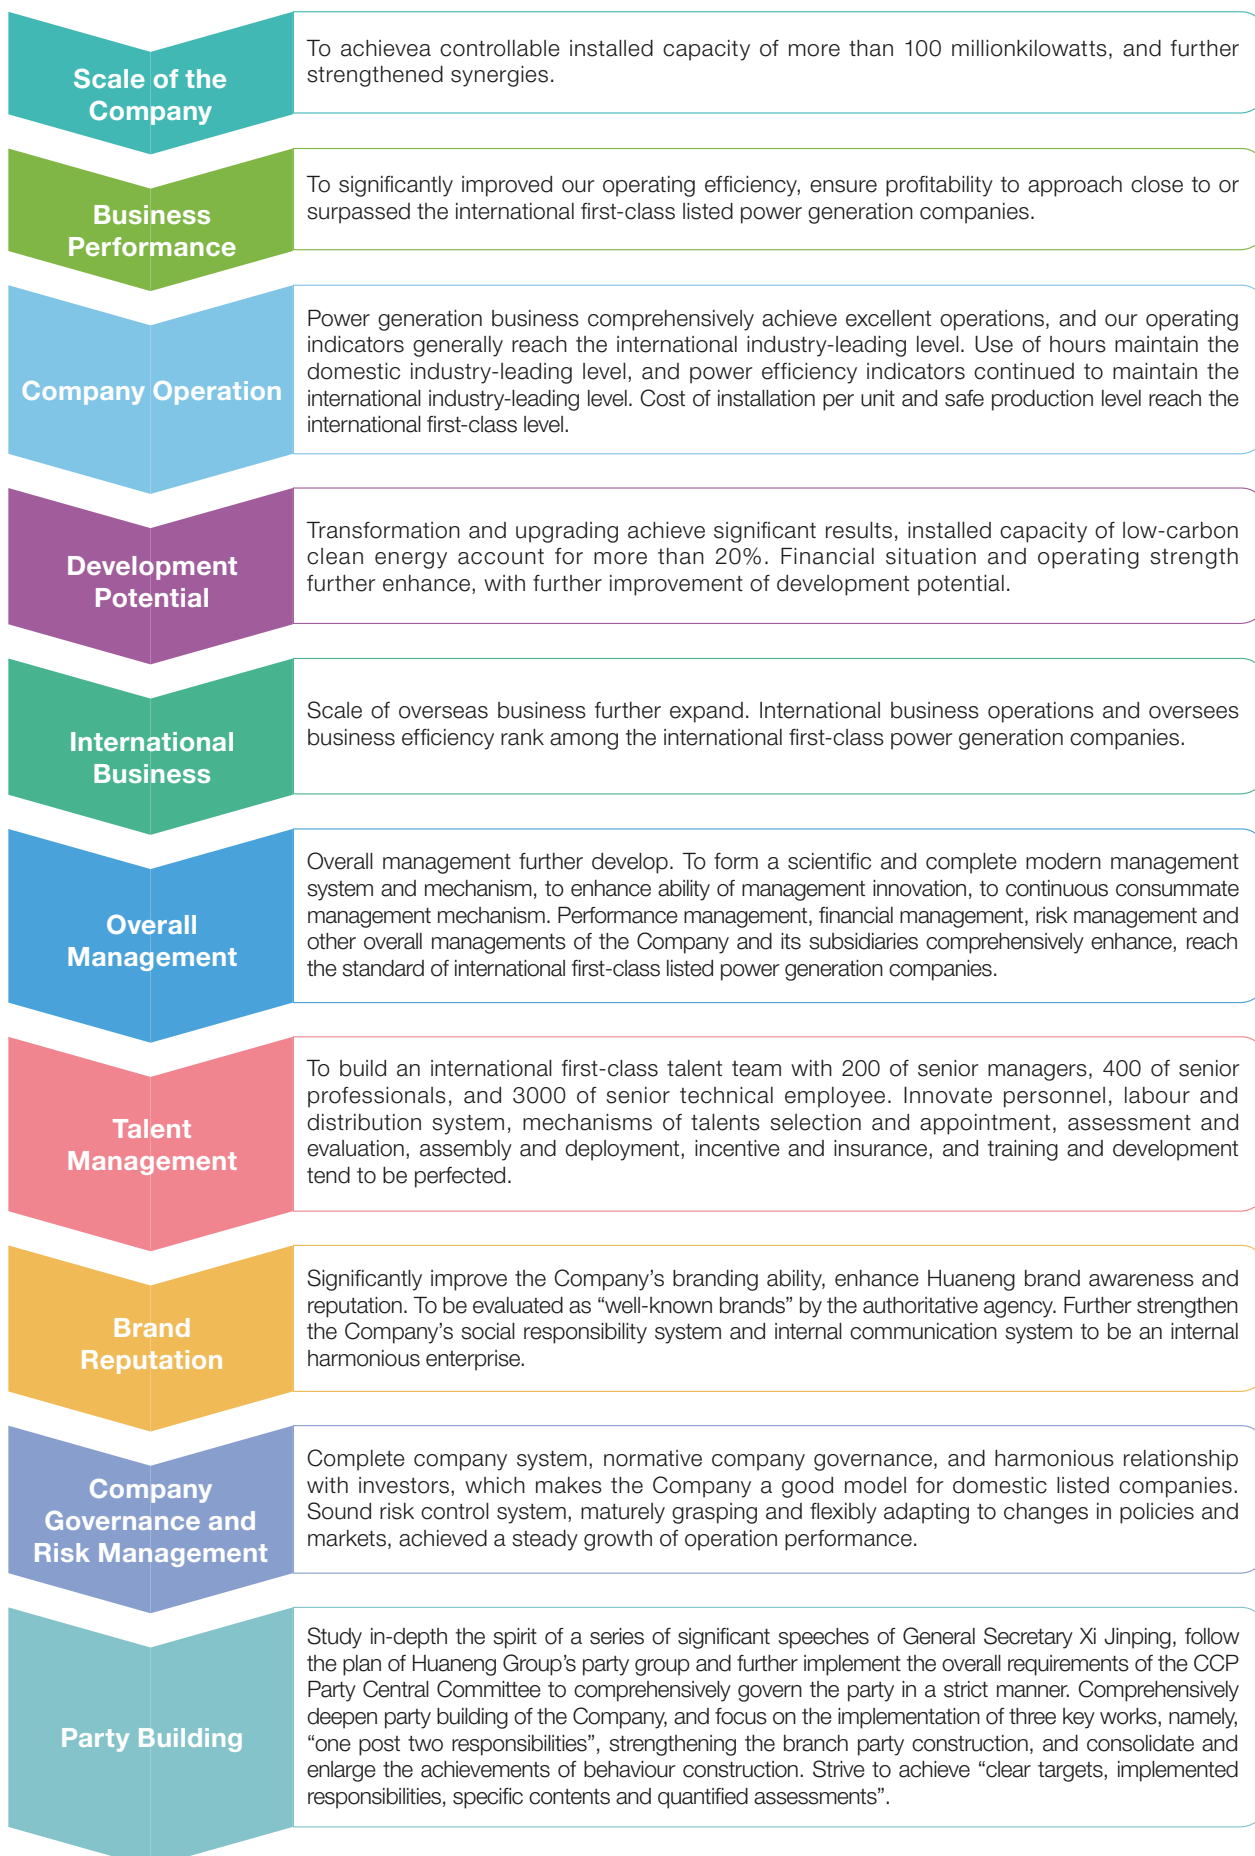 Scale of the
Company
To achievea controllable installed capacity of more than 100 millionkilowatts, and further
strengthened synergies.
Business
Performance
To significantly improved our operating efficiency, ensure profitability to approach close to or
surpassed the international first-class listed power generation companies.
Company Operation
Power generation business comprehensively achieve excellent operations, and our operating
indicators generally reach the international industry-leading level. Use of hours maintain the
domestic industry-leading level, and power efficiency indicators continued to maintain the
international industry-leading level. Cost of installation per unit and safe production level reach the
international first-class level.
Development
Potential
Transformation and upgrading achieve significant results, installed capacity of low-carbon
clean energy account for more than 20%. Financial situation and operating strength
further enhance, with further improvement of development potential.
International
Business
Scale of overseas business further expand. International business operations and oversees
business efficiency rank among the international first-class power generation companies.
Overall
Management
Overall management further develop. To form a scientific and complete modern management
system and mechanism, to enhance ability of management innovation, to continuous consummate
management mechanism. Performance management, financial management, risk management and
other overall managements of the Company and its subsidiaries comprehensively enhance, reach
the standard of international first-class listed power generation companies.
Talent
Management
To build an international first-class talent team with 200 of senior managers, 400 of senior
professionals, and 3000 of senior technical employee. Innovate personnel, labour and
distribution system, mechanisms of talents selection and appointment, assessment and
evaluation, assembly and deployment, incentive and insurance, and training and development
tend to be perfected.
Brand
Reputation
Significantly improve the Company’s branding ability, enhance Huaneng brand awareness and
reputation. To be evaluated as “well-known brands” by the authoritative agency. Further strengthen
the Company’s social responsibility system and internal communication system to be an internal
harmonious enterprise.
Company
Governance and
Risk Management
Complete company system, normative company governance, and harmonious relationship
with investors, which makes the Company a good model for domestic listed companies.
Sound risk control system, maturely grasping and flexibly adapting to changes in policies and
markets, achieved a steady growth of operation performance.
Party Building
Study in-depth the spirit of a series of significant speeches of General Secretary Xi Jinping, follow
the plan of Huaneng Group’s party group and further implement the overall requirements of the CCP
Party Central Committee to comprehensively govern the party in a strict manner. Comprehensively
deepen party building of the Company, and focus on the implementation of three key works, namely,
“one post two responsibilities”, strengthening the branch party construction, and consolidate and
enlarge the achievements of behaviour construction. Strive to achieve “clear targets, implemented
responsibilities, specific contents and quantified assessments”.